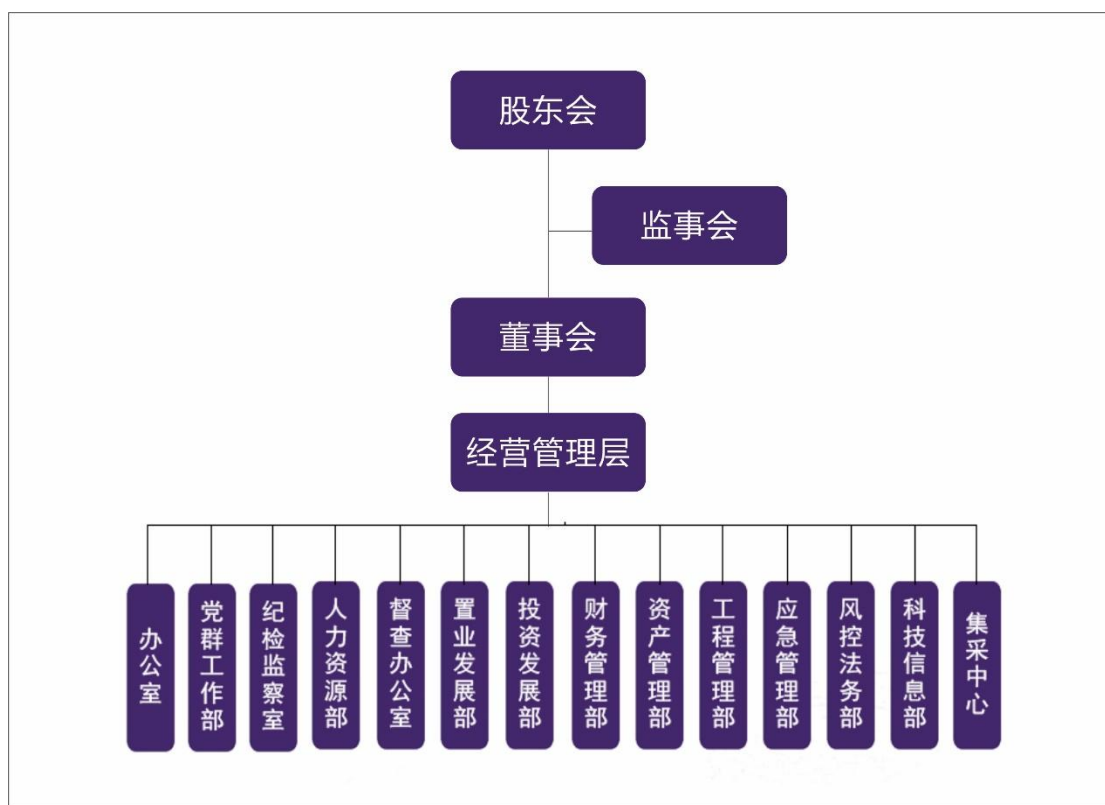 股东会
监事会
董事会
经营管理层
办公室
党群工作部
纪检监察室
人力资源部
督查办公室
置业发展部
投资发展部
财务管理部
资产管理部
工程管理部
应急管理部
风控法务部
科技信息部
集采中心